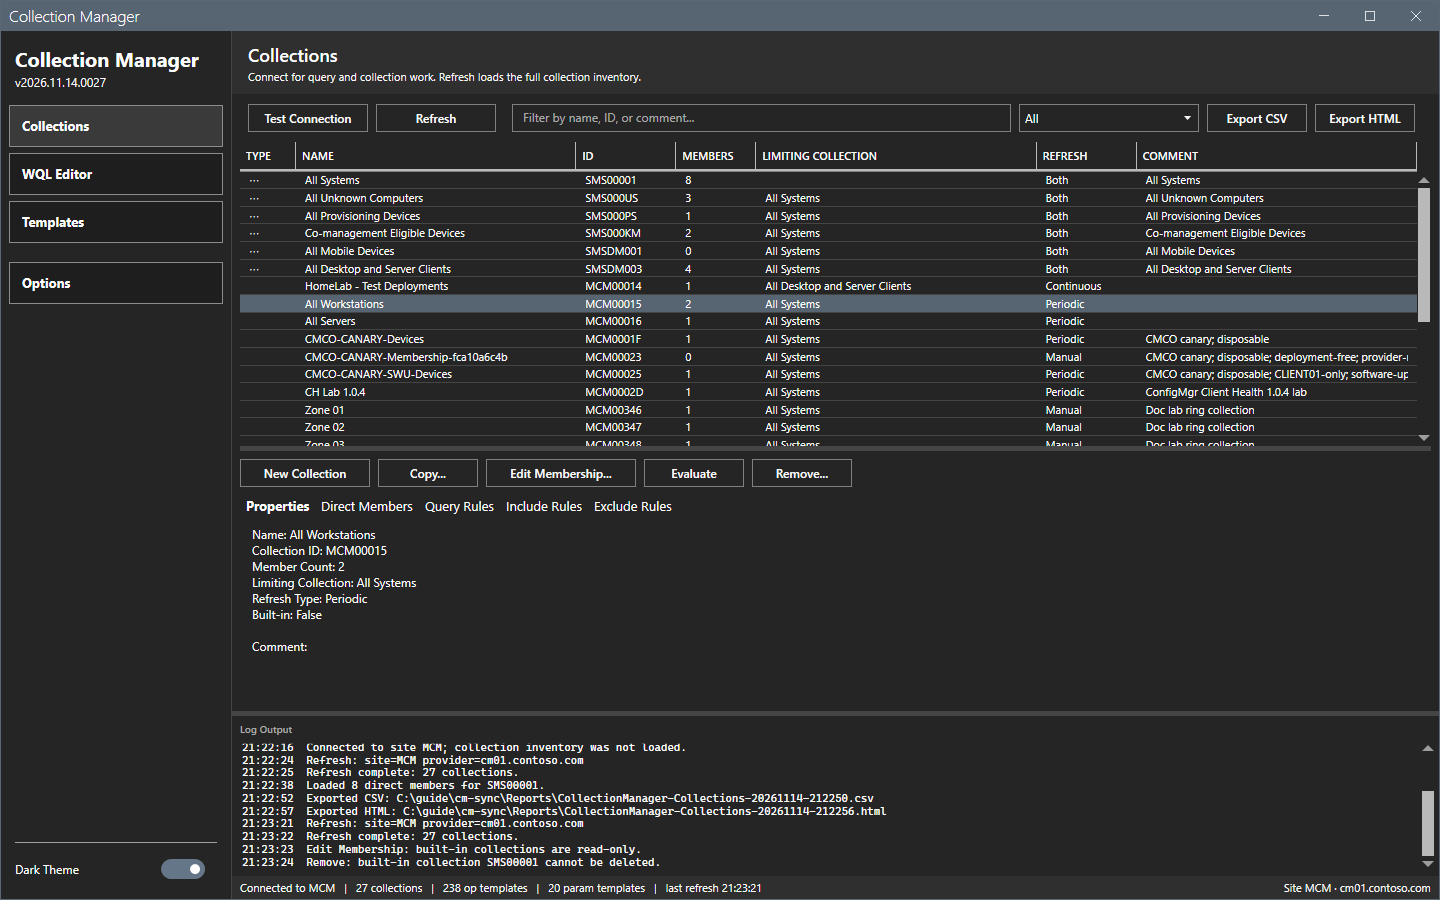 Collection Manager
Collection Manager
v2026.11.14.0027
Collections
WQL Editor
Templates
Options
Dark Theme
Collections
Connect for query and collection work. Refresh loads the full collection inventory.
Test Connection Refresh Filter by name, ID, or comment... All Export CSV Export HTML
TYPE NAME ID MEMBERS LIMITING COLLECTION REFRESH COMMENT
... All Systems SMS00001 8 Both All Systems
... All Unknown Computers SMS000US 3 All Systems Both All Unknown Computers
... All Provisioning Devices SMS000PS 1 All Systems Both All Provisioning Devices
... Co-management Eligible Devices SMS000KM 2 All Systems Both Co-management Eligible Devices
... All Mobile Devices SMSDM001 0 All Systems Both All Mobile Devices
... All Desktop and Server Clients SMSDM003 4 All Systems Both All Desktop and Server Clients
HomeLab - Test Deployments MCM00014 1 All Desktop and Server Clients Continuous
All Workstations MCM00015 2 All Systems Periodic
All Servers MCM00016 1 All Systems Periodic
CMCO-CANARY-Devices MCM0001F 1 All Systems Periodic CMCO canary; disposable
CMCO-CANARY-Membership-fca10a6c4b MCM00023 0 All Systems Manual CMCO canary; disposable; deployment-free; provider-
CMCO-CANARY-SWU-Devices MCM00025 1 All Systems Periodic CMCO canary; disposable; CLIENT01-only; software-up
CH Lab 1.0.4 MCM0002D 1 All Systems Periodic ConfigMgr Client Health 1.0.4 lab
Zone 01 MCM00346 1 All Systems Manual Doc lab ring collection
Zone 02 MCM00347 1 All Systems Manual Doc lab ring collection
Zone 03 MCM00348 1 All Systems Manual Doc lab ring collection
New Collection Copy... Edit Membership... Evaluate Remove...
Properties Direct Members Query Rules Include Rules Exclude Rules
Name: All Workstations
Collection ID: MCM00015
Member Count: 2
Limiting Collection: All Systems
Refresh Type: Periodic
Built-in: False
Comment:
Log Output
21:22:16 Connected to site MCM; collection inventory was not loaded.
21:22:24 Refresh: site=MCM provider=cm01.contoso.com
21:22:25 Refresh complete: 27 collections.
21:22:38 Loaded 8 direct members for SMS00001.
21:22:52 Exported CSV: C:\guide\cm-sync\Reports\CollectionManager-Collections-20261114-212250.csv
21:22:57 Exported HTML: C:\guide\cm-sync\Reports\CollectionManager-Collections-20261114-212256.html
21:23:21 Refresh: site=MCM provider=cm01.contoso.com
21:23:22 Refresh complete: 27 collections.
21:23:23 Edit Membership: built-in collections are read-only.
21:23:24 Remove: built-in collection SMS00001 cannot be deleted.
Connected to MCM | 27 collections | 238 op templates | 20 param templates | last refresh 21:23:21 Site MCM · cm01.contoso.com